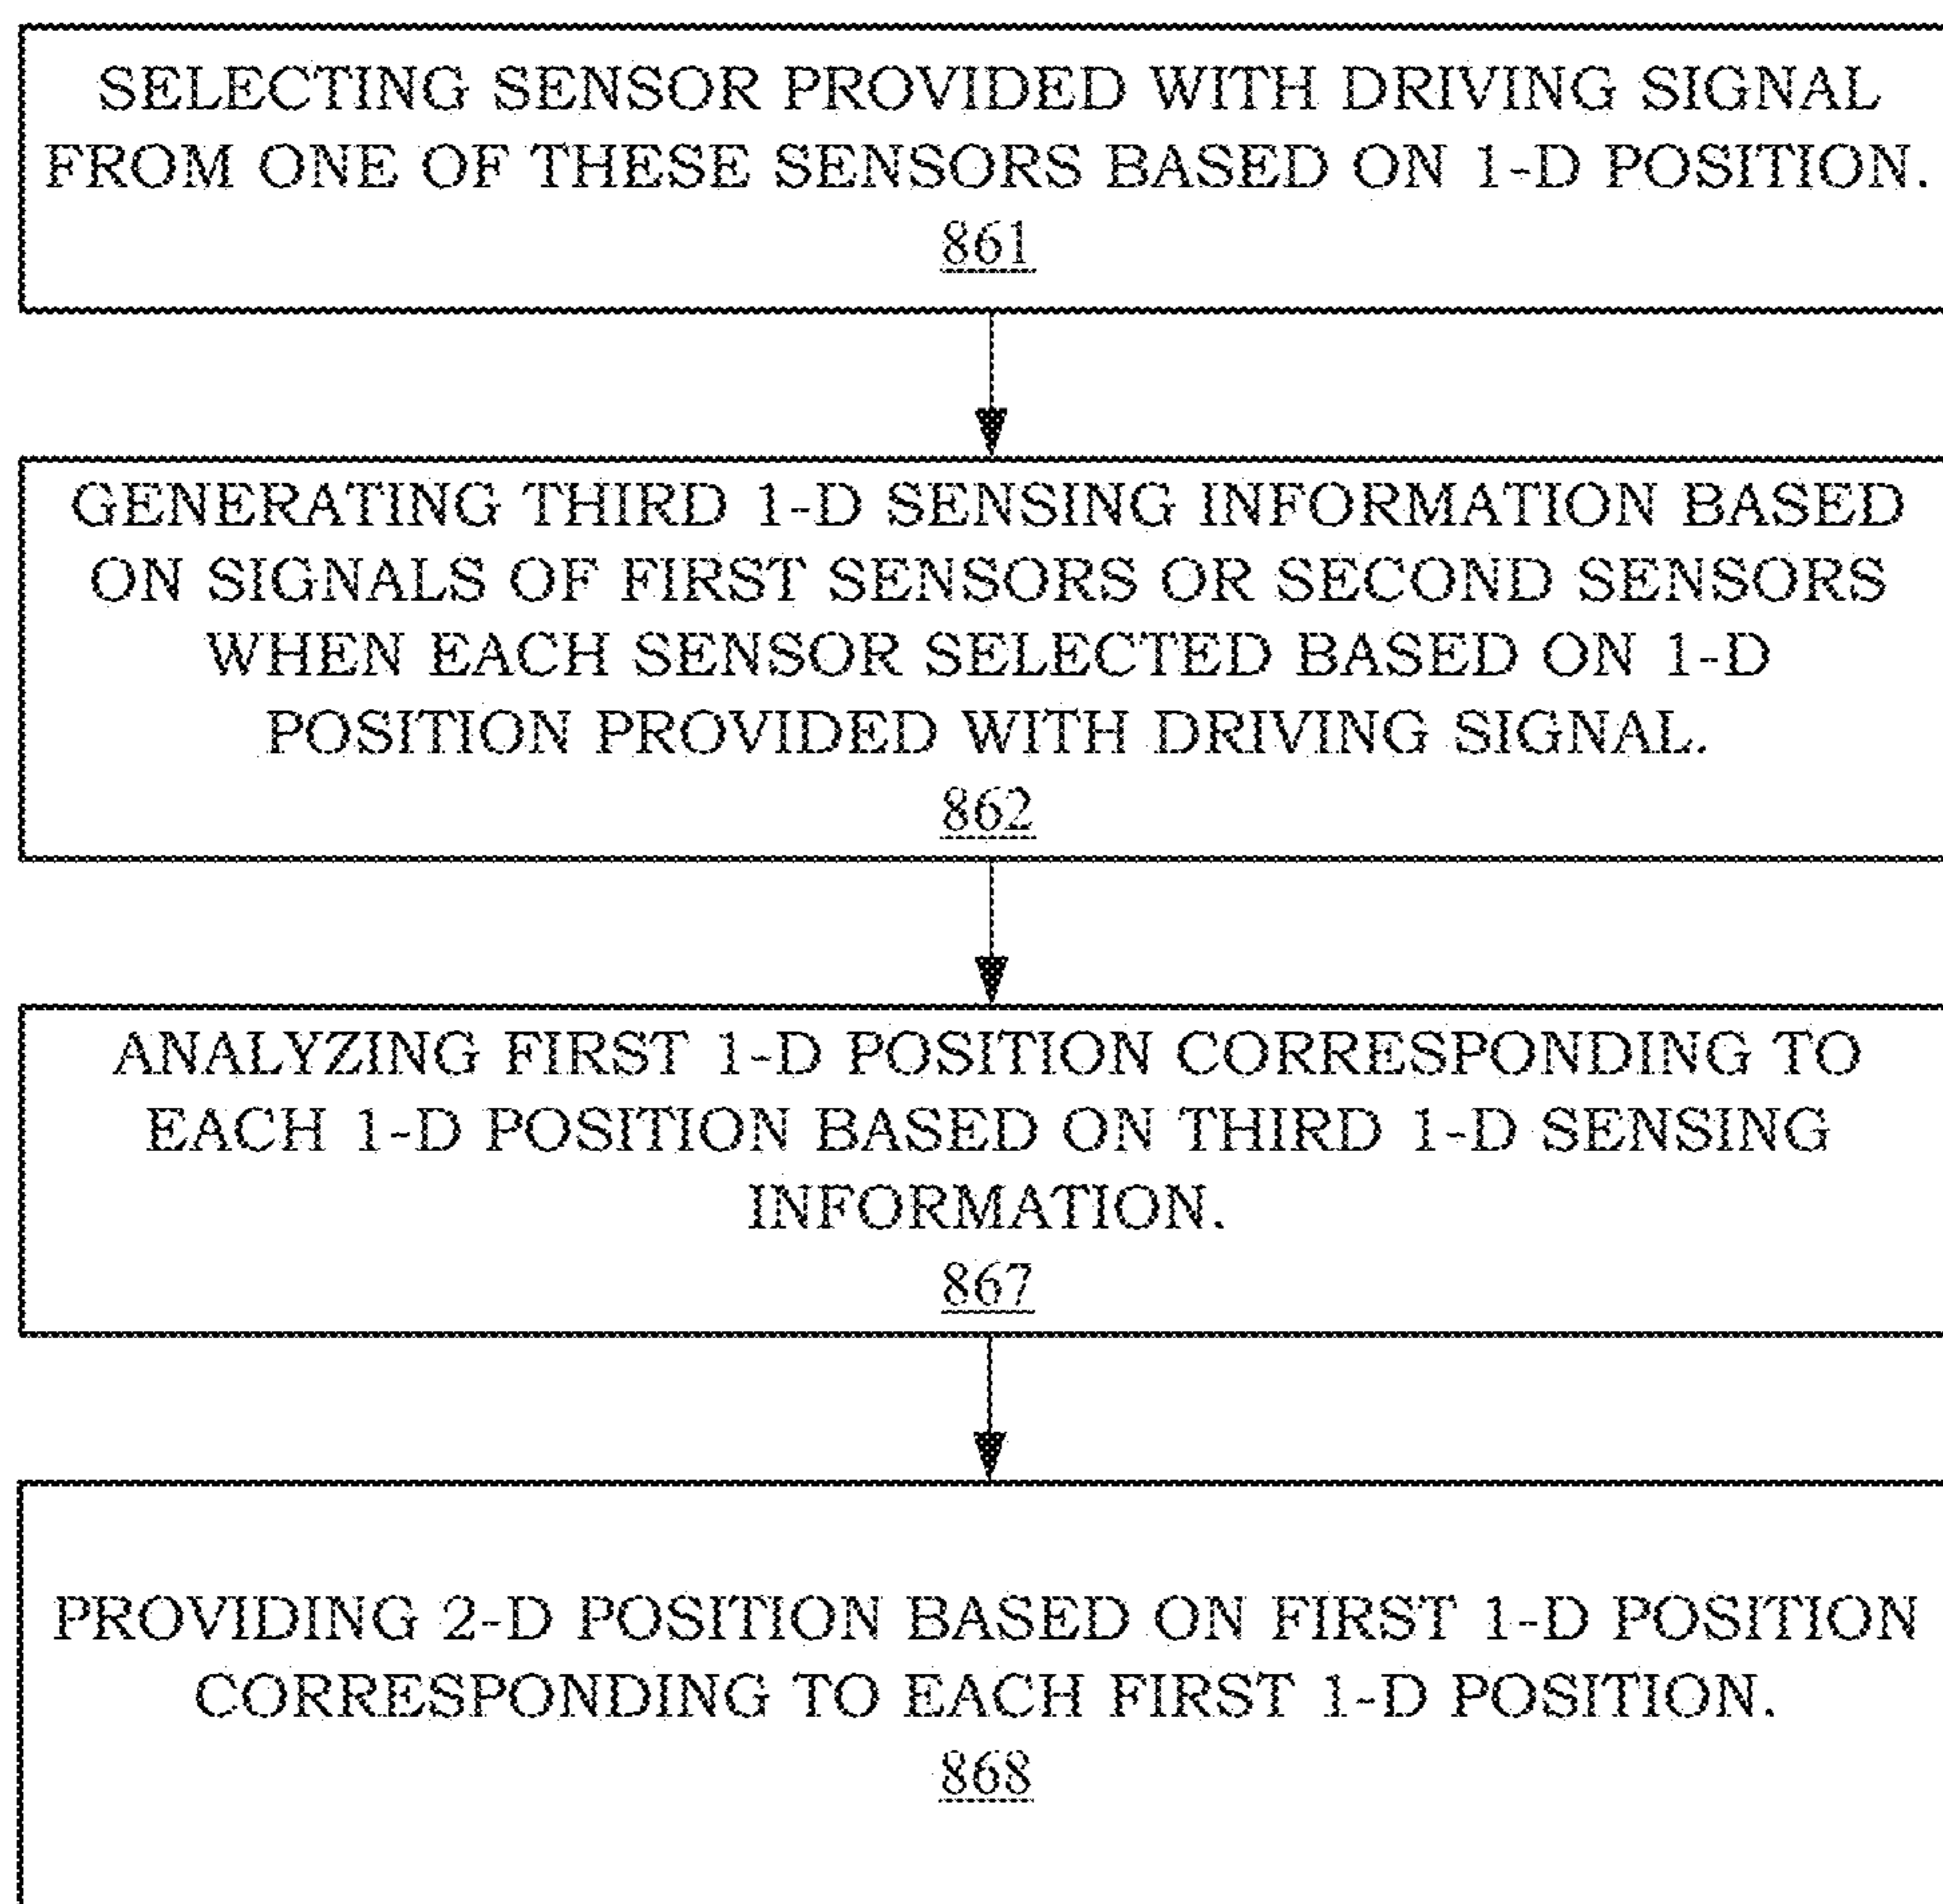 SELECTING SENSOR PROVIDED WITH DRIVING SIGNAL
FROM ONE OF THESE SENSORS BASED ON 1-D POSITION.
861
GENERATING THIRD 1-D SENSING INFORMATION BASED
ON SIGNALS OF FIRST SENSORS OR SECOND SENSORS
WHEN EACH SENSOR SELECTED BASED ON 1-D
POSITION PROVIDED WITH DRIVING SIGNAL.
862
ANALYZING FIRST 1-D POSITION CORRESPONDING TO
EACH 1-D POSITION BASED ON THIRD 1-D SENSING
INFORMATION.
867
PROVIDING 2-D POSITION BASED ON FIRST 1-D POSITION
CORRESPONDING TO EACH FIRST 1-D POSITION.
868